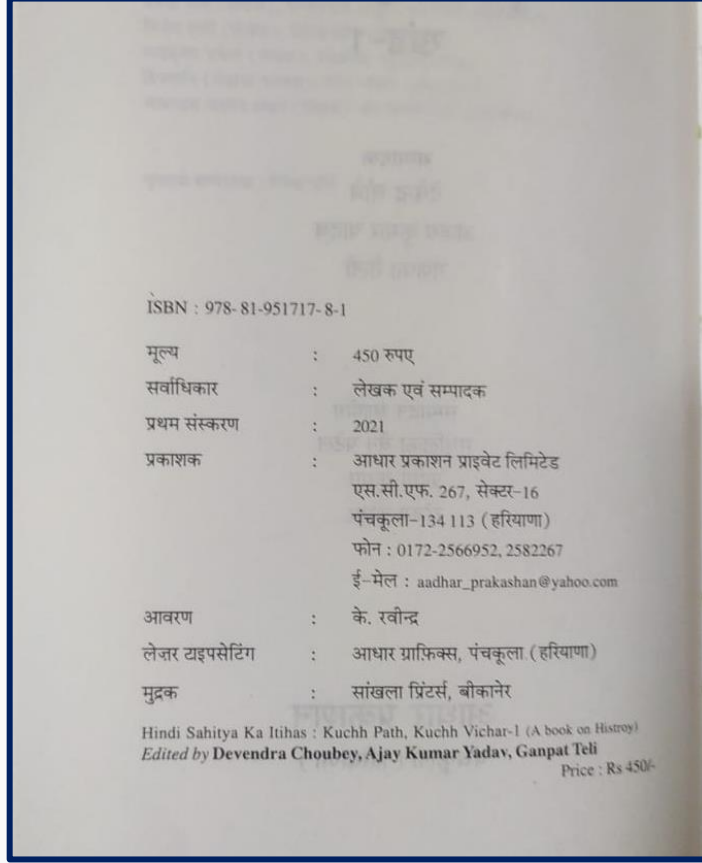 ISBN : 978- 81-951717- 8-1
मूल्य : 450 रुपए
सर्वाधिकार : लेखक एवं सम्पादक
प्रथम संस्करण : 2021
प्रकाशक : आधार प्रकाशन प्राइवेट लिमिटेड
एस.सी.एफ. 267, सेक्टर-16
पंचकूला-134 113 (हरियाणा)
फोन : 0172-2566952, 2582267
ई-मेल : aadhar_prakashan@yahoo.com
आवरण : के. रवीन्द्र
लेज़र टाइपसेटिंग : आधार ग्राफ़िक्स, पंचकूला (हरियाणा)
मुद्रक : सांखला प्रिंटर्स, बीकानेर
Hindi Sahitya Ka Itihas : Kuchh Path, Kuchh Vichar-1 (A book on Histroy)
Edited by Devendra Choubey, Ajay Kumar Yadav, Ganpat Teli
Price : Rs 450/-